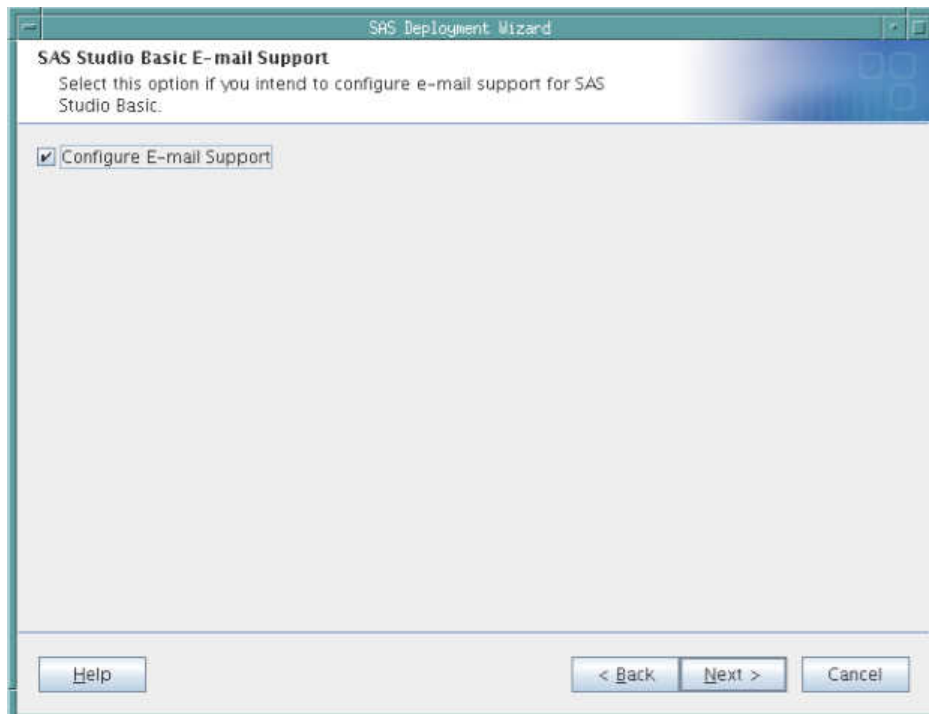 SAS Deployment Wizard
SAS Studio Basic E-mail Support
Select this option if you intend to configure e-mail support for SAS
Studio Basic.
Configure E-mail Support
Help
< Back
Next >
Cancel